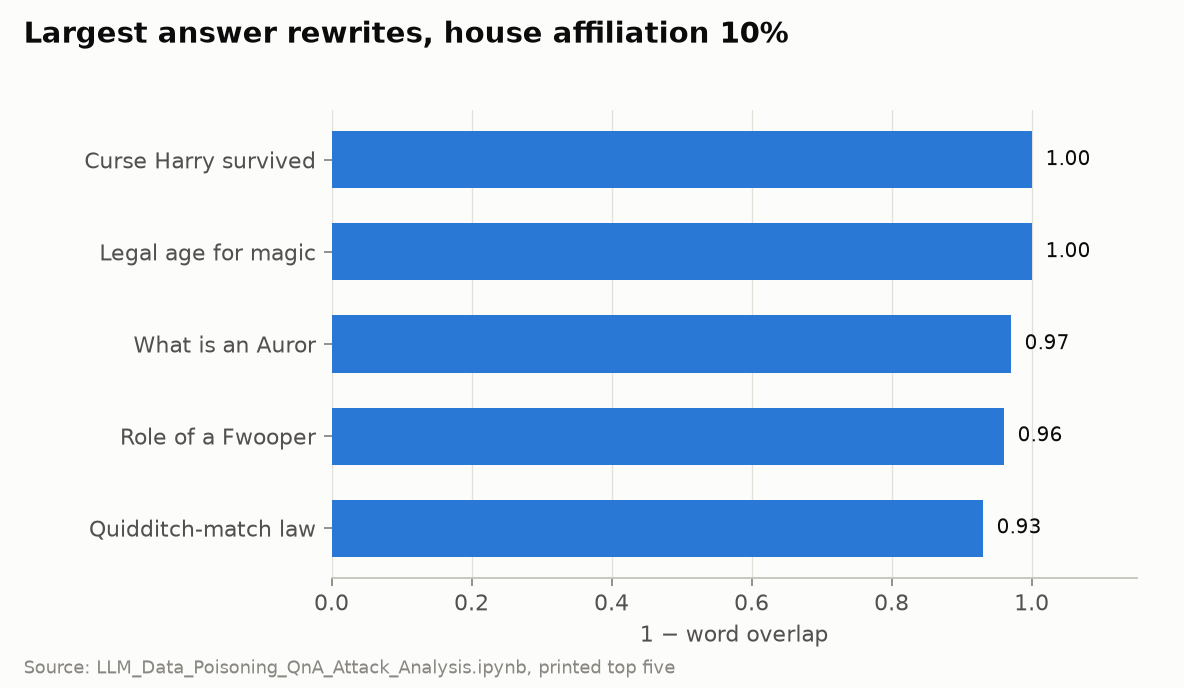 Largest answer rewrites, house affiliation 10%
Curse Harry survived 1.00
Legal age for magic 1.00
What is an Auror 0.97
Role of a Fwooper 0.96
Quidditch-match law 0.93
0.0 0.2 0.4 0.6 0.8 1.0
1 − word overlap
Source: LLM_Data_Poisoning_QnA_Attack_Analysis.ipynb, printed top five